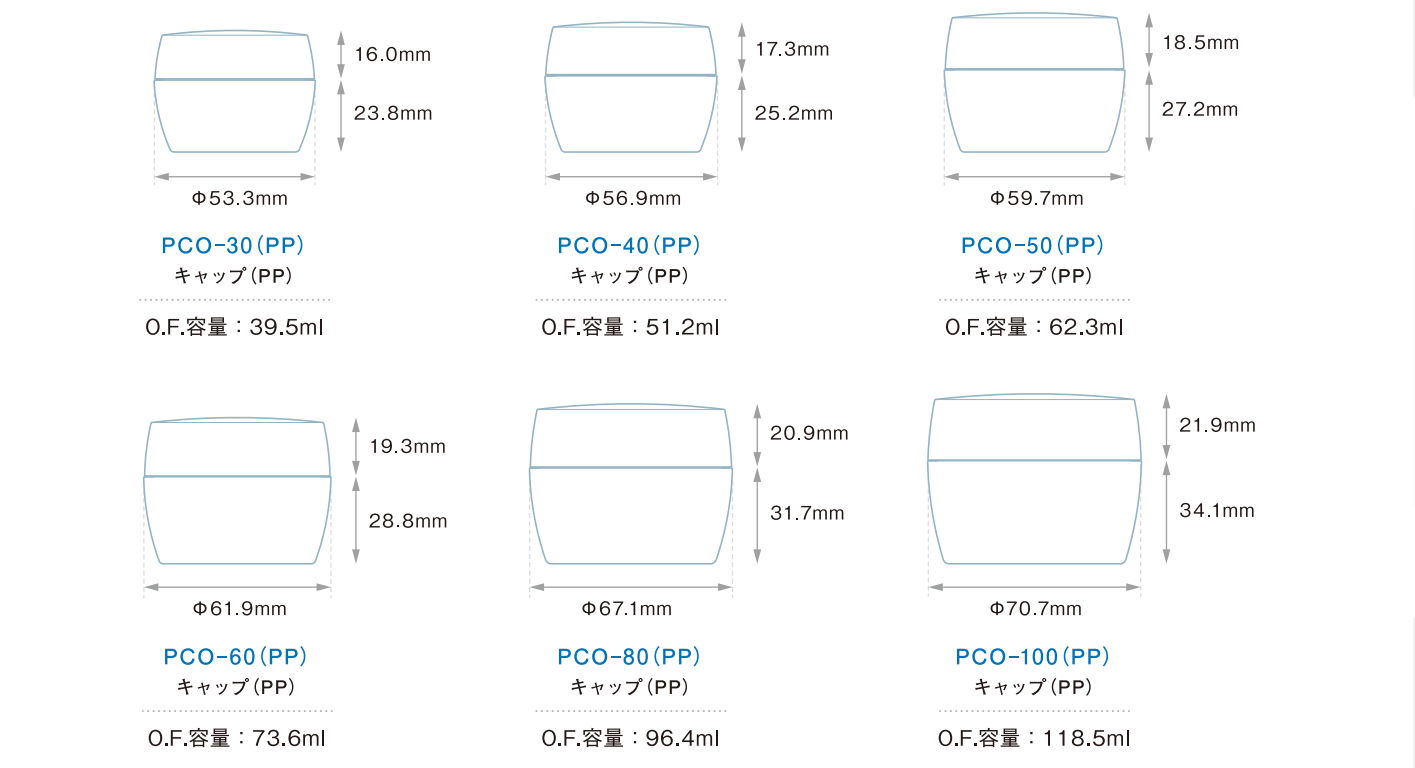 16.0mm
23.8mm
Φ53.3mm
PCO-30(PP)
キャップ(PP)
O.F.容量：39.5ml
17.3mm
25.2mm
Φ56.9mm
PCO-40(PP)
キャップ(PP)
O.F.容量：51.2ml
18.5mm
27.2mm
Φ59.7mm
PCO-50(PP)
キャップ(PP)
O.F.容量：62.3ml
19.3mm
28.8mm
Φ61.9mm
PCO-60(PP)
キャップ(PP)
O.F.容量：73.6ml
20.9mm
31.7mm
Φ67.1mm
PCO-80(PP)
キャップ(PP)
O.F.容量：96.4ml
21.9mm
34.1mm
Φ70.7mm
PCO-100(PP)
キャップ(PP)
O.F.容量：118.5ml